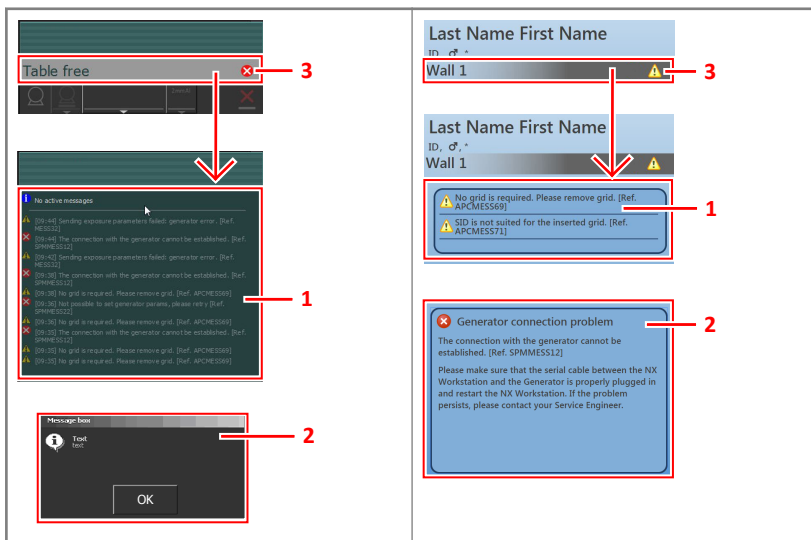 Table free
3
No active messages
[09:44] Sending exposure parameters failed: generator error. [Ref.
MESS32]
[09:44] The connection with the generator cannot be established. [Ref.
SPMMESS12]
[09:42] Sending exposure parameters failed: generator error. [Ref.
MESS32]
[09:38] The connection with the generator cannot be established. [Ref.
SPMMESS12]
[09:38] No grid is required. Please remove grid. [Ref. APCMESS69]
[09:36] Not possible to set generator params, please retry [Ref.
SPMMESS22]
[09:36] No grid is required. Please remove grid. [Ref. APCMESS69]
[09:35] The connection with the generator cannot be established. [Ref.
SPMMESS12]
[09:35] No grid is required. Please remove grid. [Ref. APCMESS69]
[09:35] No grid is required. Please remove grid. [Ref. APCMESS69]
1
Message box
Text
text
OK
2
Last Name First Name
ID, ♂, *
Wall 1
3
Last Name First Name
ID, ♂, *
Wall 1
No grid is required. Please remove grid. [Ref.
APCMESS69]
SID is not suited for the inserted grid. [Ref.
APCMESS71]
1
Generator connection problem
The connection with the generator cannot be
established. [Ref. SPMMESS12]
Please make sure that the serial cable between the NX
Workstation and the Generator is properly plugged in
and restart the NX Workstation. If the problem
persists, please contact your Service Engineer.
2